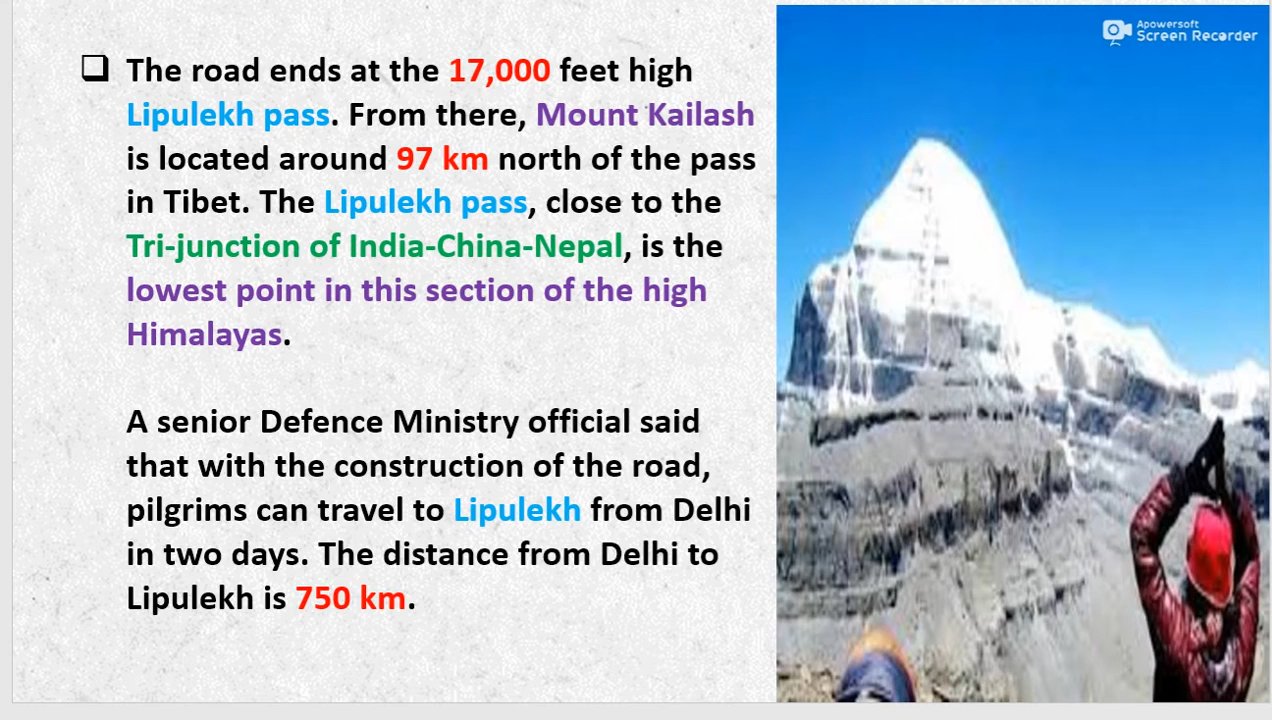 The road ends at the 17,000 feet high
Lipulekh pass. From there, Mount Kailash
is located around 97 km north of the pass
in Tibet. The Lipulekh pass, close to the
Tri-junction of India-China-Nepal, is the
lowest point in this section of the high
Himalayas.
A senior Defence Ministry official said
that with the construction of the road,
pilgrims can travel to Lipulekh from Delhi
in two days. The distance from Delhi to
Lipulekh is 750 km.
Apowersoft
Screen Recorder